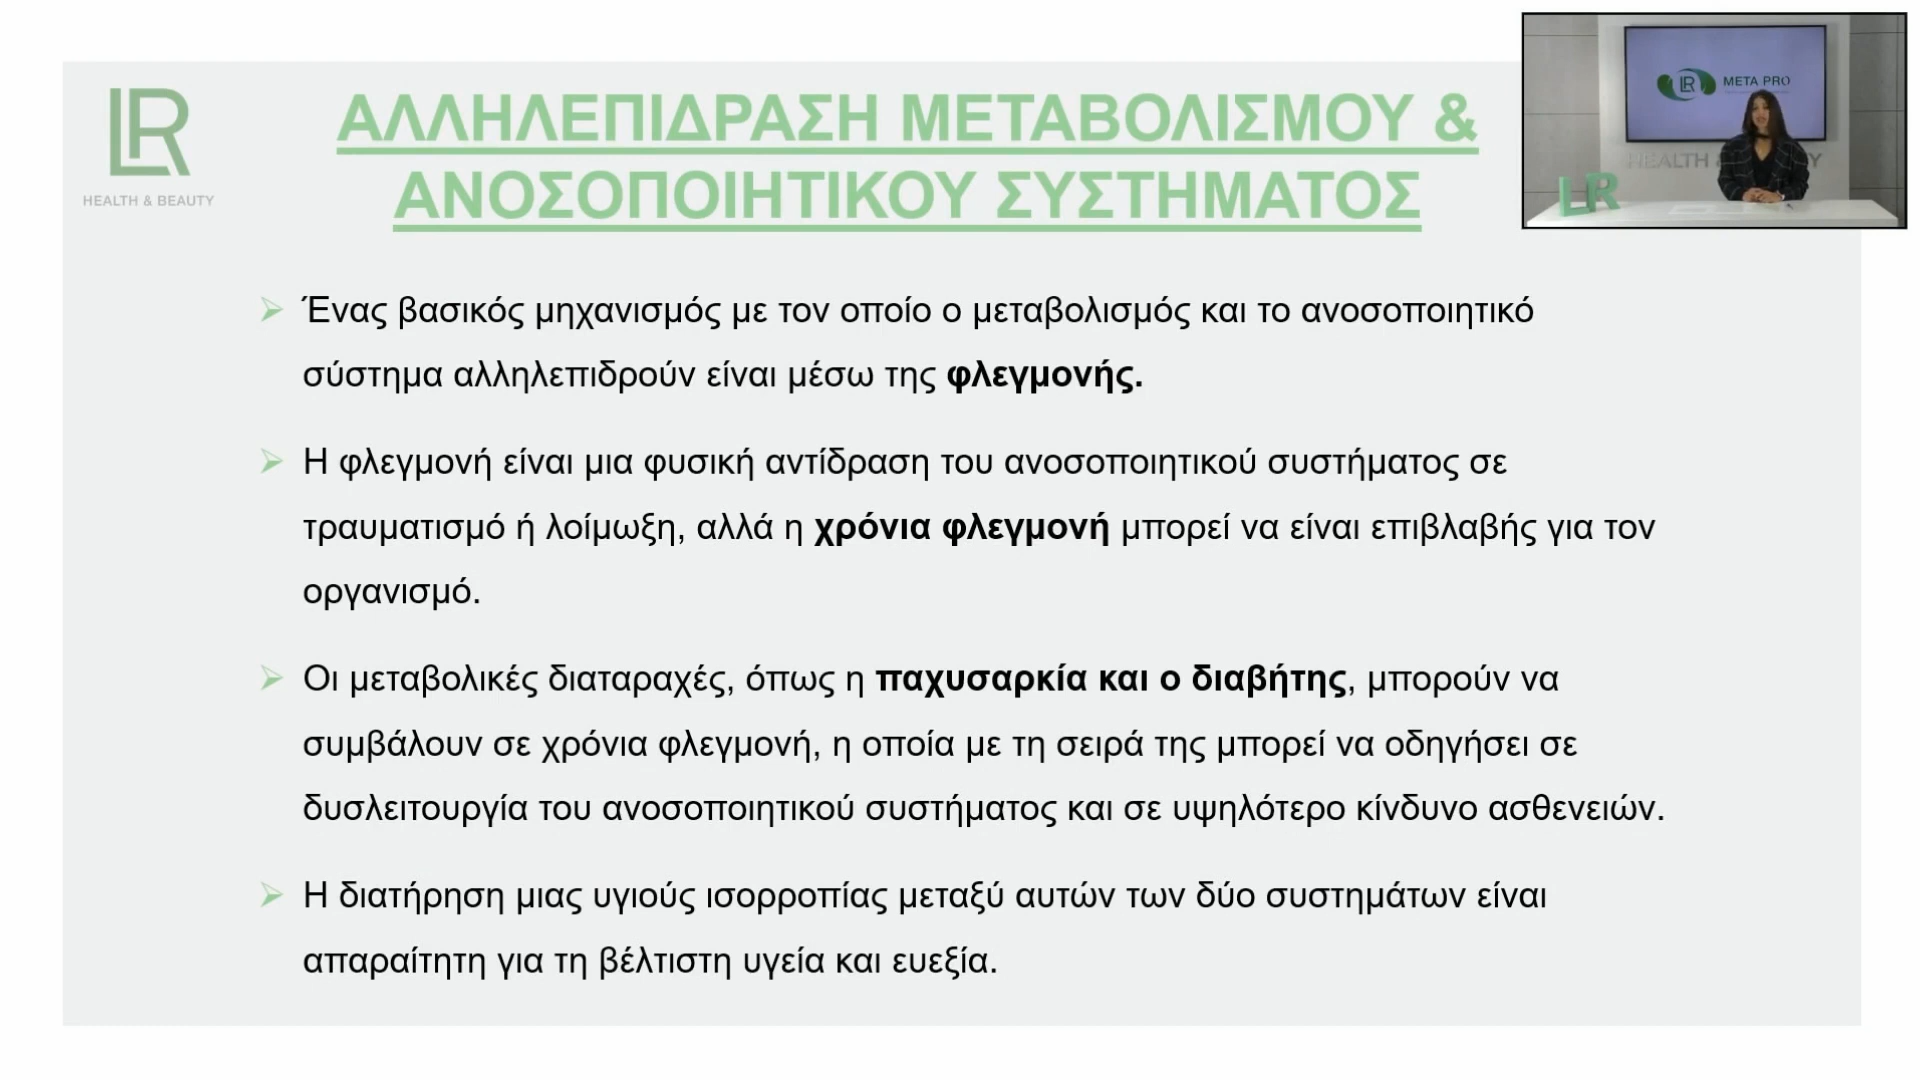 LR
HEALTH & BEAUTY
ΑΛΛΗΛΕΠΙΔΡΑΣΗ ΜΕΤΑΒΟΛΙΣΜΟΥ &
ΑΝΟΣΟΠΟΙΗΤΙΚΟΥ ΣΥΣΤΗΜΑΤΟΣ
LR META PRO
HEALTH &
LR
Ένας βασικός μηχανισμός με τον οποίο ο μεταβολισμός και το ανοσοποιητικό
σύστημα αλληλεπιδρούν είναι μέσω της φλεγμονής.
Η φλεγμονή είναι μια φυσική αντίδραση του ανοσοποιητικού συστήματος σε
τραυματισμό ή λοίμωξη, αλλά η χρόνια φλεγμονή μπορεί να είναι επιβλαβής για τον
οργανισμό.
Οι μεταβολικές διαταραχές, όπως η παχυσαρκία και ο διαβήτης, μπορούν να
συμβάλουν σε χρόνια φλεγμονή, η οποία με τη σειρά της μπορεί να οδηγήσει σε
δυσλειτουργία του ανοσοποιητικού συστήματος και σε υψηλότερο κίνδυνο ασθενειών.
Η διατήρηση μιας υγιούς ισορροπίας μεταξύ αυτών των δύο συστημάτων είναι
απαραίτητη για τη βέλτιστη υγεία και ευεξία.